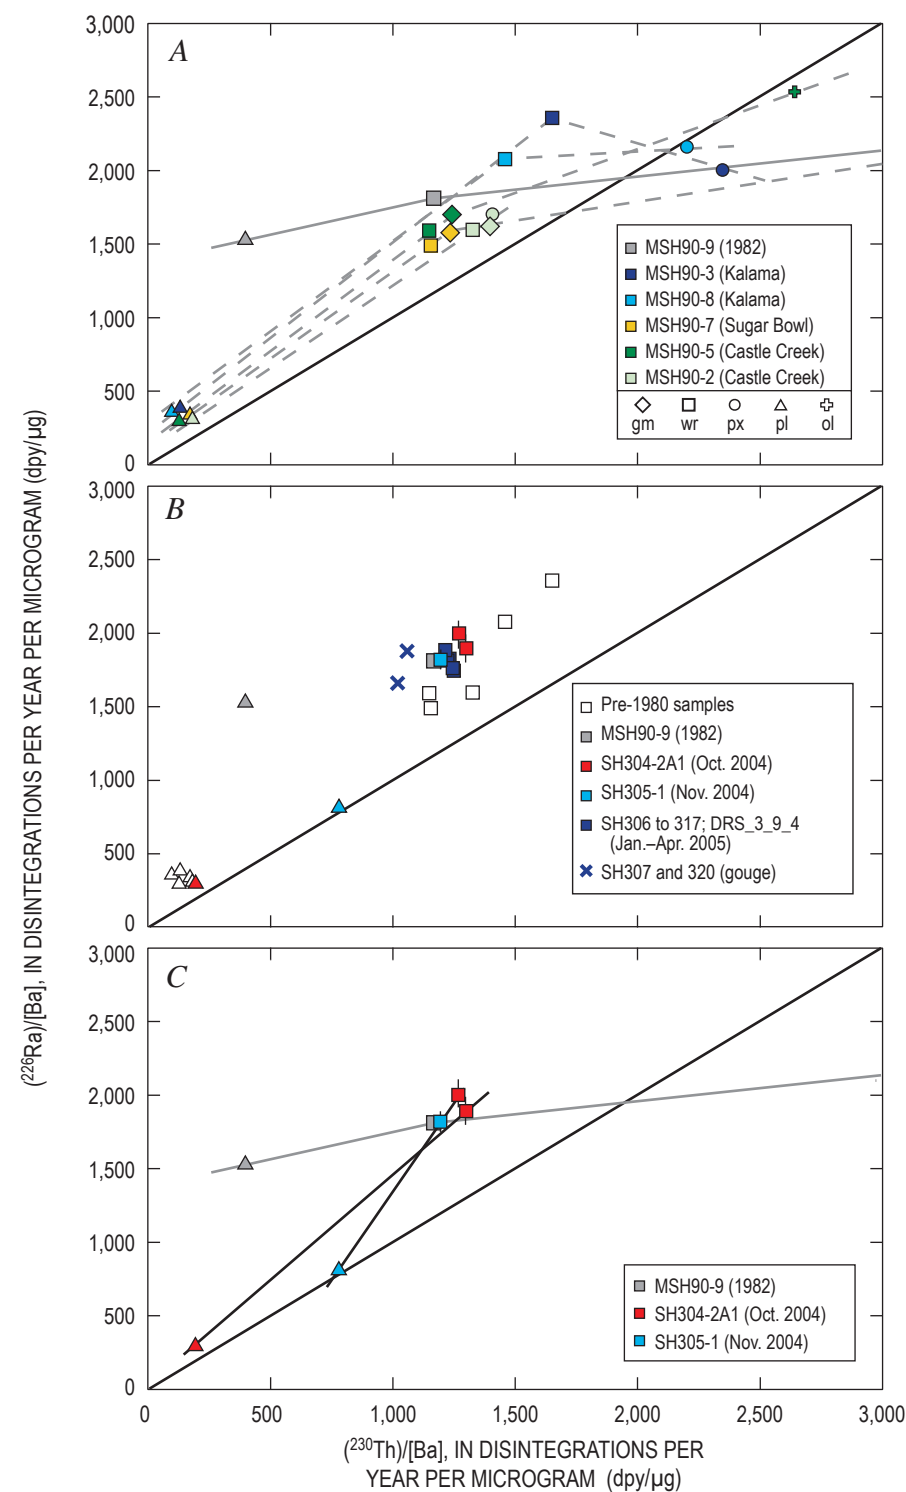 (²²⁶Ra)/[Ba], IN DISINTEGRATIONS PER YEAR PER MICROGRAM (dpy/µg)
A
3,000
2,500
2,000
1,500
1,000
500
0
MSH90-9 (1982)
MSH90-3 (Kalama)
MSH90-8 (Kalama)
MSH90-7 (Sugar Bowl)
MSH90-5 (Castle Creek)
MSH90-2 (Castle Creek)
gm wr px pl ol
B
3,000
2,500
2,000
1,500
1,000
500
0
Pre-1980 samples
MSH90-9 (1982)
SH304-2A1 (Oct. 2004)
SH305-1 (Nov. 2004)
SH306 to 317; DRS_3_9_4
(Jan.–Apr. 2005)
SH307 and 320 (gouge)
C
3,000
2,500
2,000
1,500
1,000
500
0
MSH90-9 (1982)
SH304-2A1 (Oct. 2004)
SH305-1 (Nov. 2004)
0 500 1,000 1,500 2,000 2,500 3,000
(²³⁰Th)/[Ba], IN DISINTEGRATIONS PER
YEAR PER MICROGRAM (dpy/µg)